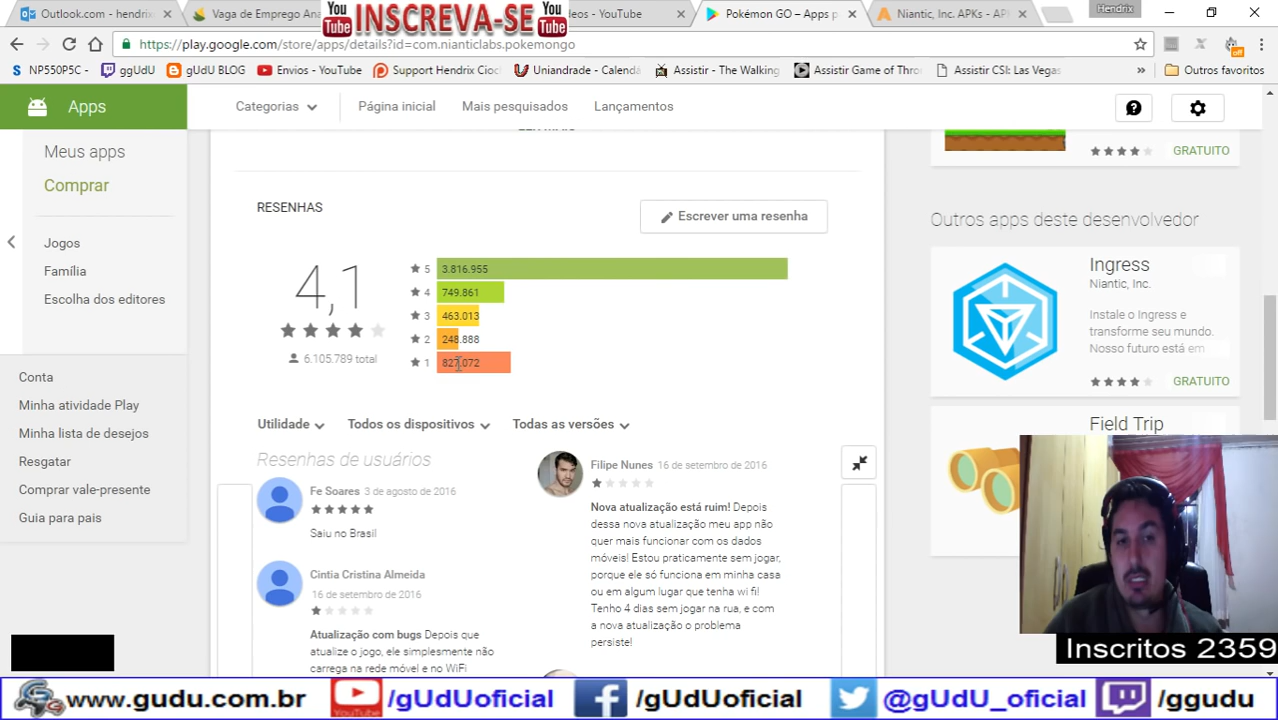 Outlook.com - hendrix
Vaga de Emprego Ana
You Tube
INSCREVA-SE
You Tube
eos - YouTube
Pokémon GO – Apps p
Niantic, Inc. APKs - AP
Hendrix
https://play.google.com/store/apps/details?id=com.nianticlabs.pokemongo
off
NP550P5C -
ggUdU
gUdU BLOG
Envios - YouTube
Support Hendrix Cioc
Uniandrade - Calendá
Assistir - The Walking
Assistir Game of Thro
Assistir CSI: Las Vegas
»
Outros favoritos
Apps
Categorias
Página inicial
Mais pesquisados
Lançamentos
Meus apps
Comprar
Jogos
Família
Escolha dos editores
Conta
Minha atividade Play
Minha lista de desejos
Resgatar
Comprar vale-presente
Guia para pais
LER MAIS
RESENHAS
Escrever uma resenha
4,1
6.105.789 total
5 3.816.955
4 749.861
3 463.013
2 248.888
1 827.072
Utilidade
Todos os dispositivos
Todas as versões
Resenhas de usuários
Fe Soares 3 de agosto de 2016
Saiu no Brasil
Cintia Cristina Almeida
16 de setembro de 2016
Atualização com bugs Depois que
atualize o jogo, ele simplesmente não
carrega na rede móvel e no WiFi
Filipe Nunes 16 de setembro de 2016
Nova atualização está ruim! Depois
dessa nova atualização meu app não
quer mais funcionar com os dados
móveis! Estou praticamente sem jogar,
porque ele só funciona em minha casa
ou em algum lugar que tenha wi fi!
Tenho 4 dias sem jogar na rua, e com
a nova atualização o problema
persiste!
GRATUITO
Outros apps deste desenvolvedor
Ingress
Niantic, Inc.
Instale o Ingress e
transforme seu mundo.
Nosso futuro está em
GRATUITO
Field Trip
Inscritos 2359
www.gudu.com.br
YouTube
/gUdUoficial
/gUdUoficial
@gUdU_oficial
/ggudu